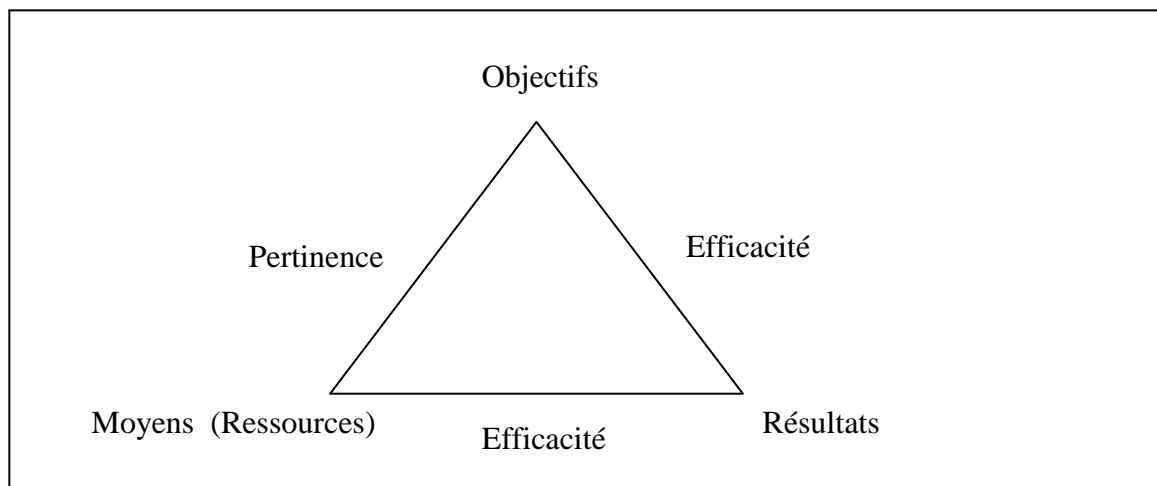 Objectifs
Efficacité
Pertinence
Moyens (Ressources)
Résultats
Efficacité